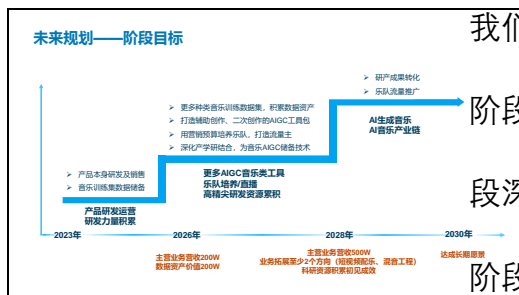 未来规划——阶段目标
我们
➢ 研产成果转化
➢ 乐队流量推广
➢ 更多种类音乐训练数据集，积累数据资产
➢ 打造辅助创作、二次创作的AIGC工具包
➢ 用营销预算培养乐队，打造流量主
➢ 深化产学研结合，为音乐AIGC储备技术
阶段
AI生成音乐
AI音乐产业链
➢ 产品本身研发及销售
➢ 音乐训练集数据储备
更多AIGC音乐类工具
乐队培养/直播
高精尖研发资源累积
段深
产品研发运营
研发力量积累
2023年
2026年
2028年
2030年
主营业务营收200W
数据资产价值200W
主营业务营收500W
业务拓展至少2个方向（短视频配乐、混音工程）
科研资源积累初见成效
达成长期愿景
阶段